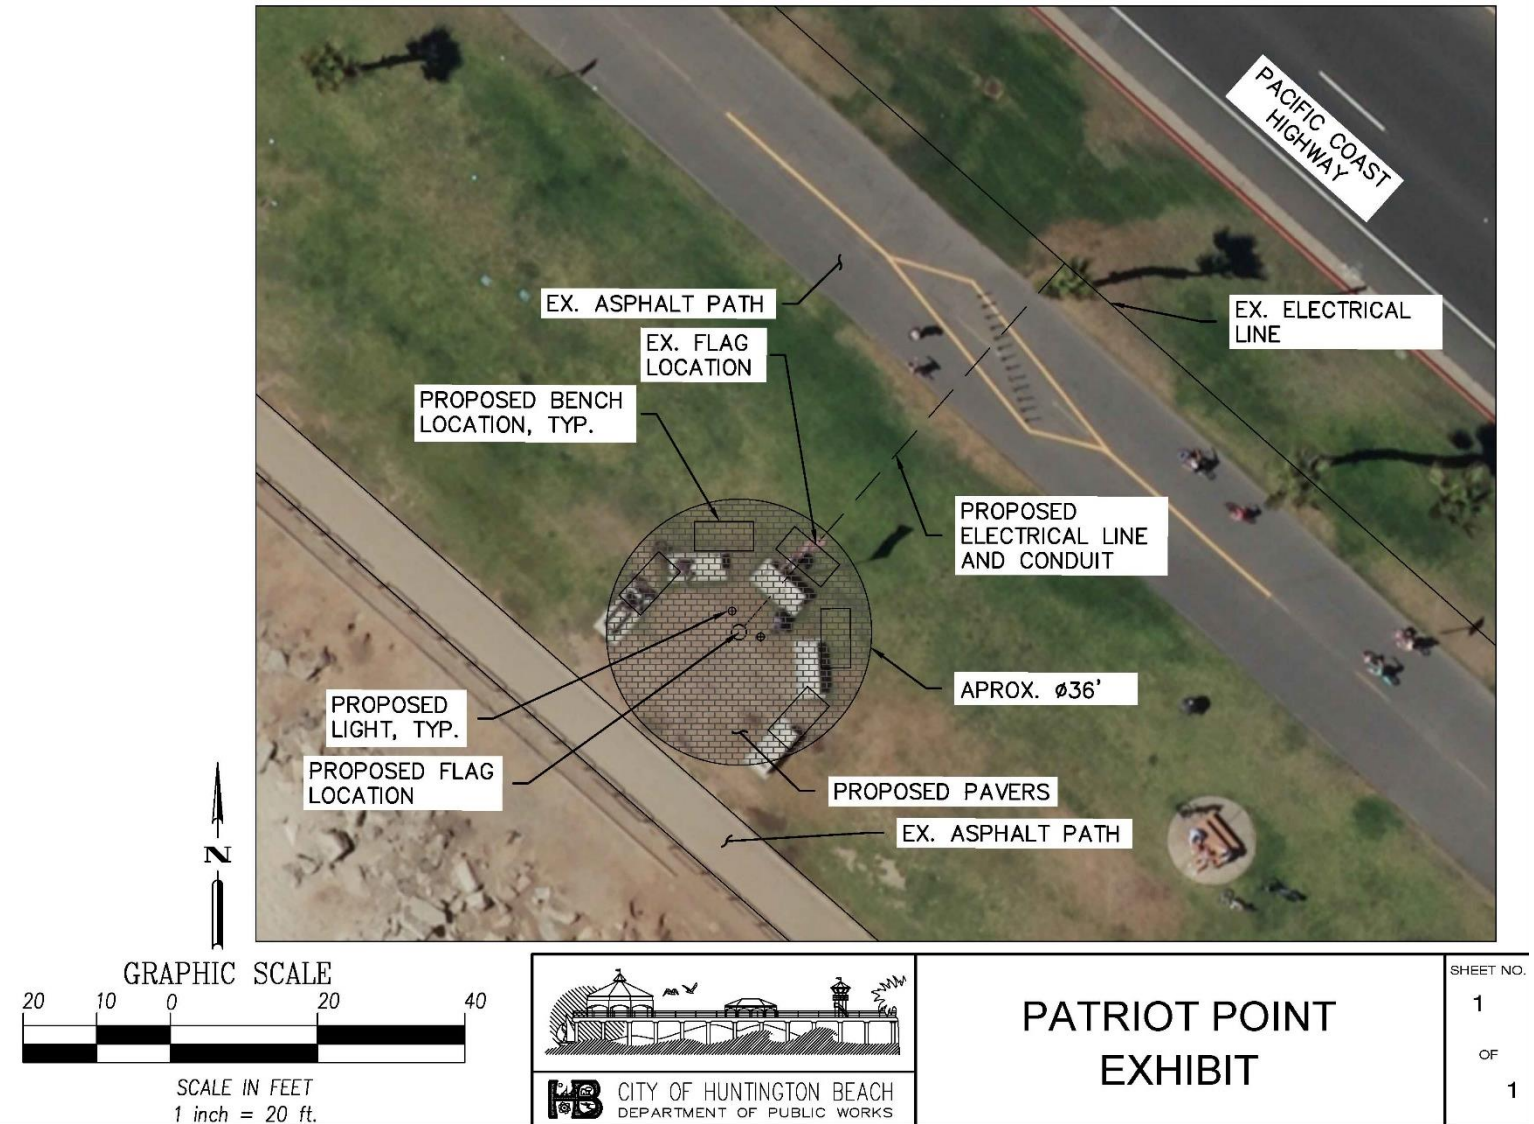 PACIFIC COAST
HIGHWAY
EX. ASPHALT PATH
EX. ELECTRICAL
LINE
EX. FLAG
LOCATION
PROPOSED BENCH
LOCATION, TYP.
PROPOSED
ELECTRICAL LINE
AND CONDUIT
APROX. ø36'
PROPOSED
LIGHT, TYP.
PROPOSED FLAG
LOCATION
PROPOSED PAVERS
EX. ASPHALT PATH
N
GRAPHIC SCALE
20 10 0 20 40
SCALE IN FEET
1 inch = 20 ft.
HB
CITY OF HUNTINGTON BEACH
DEPARTMENT OF PUBLIC WORKS
PATRIOT POINT
EXHIBIT
SHEET NO.
1
OF
1